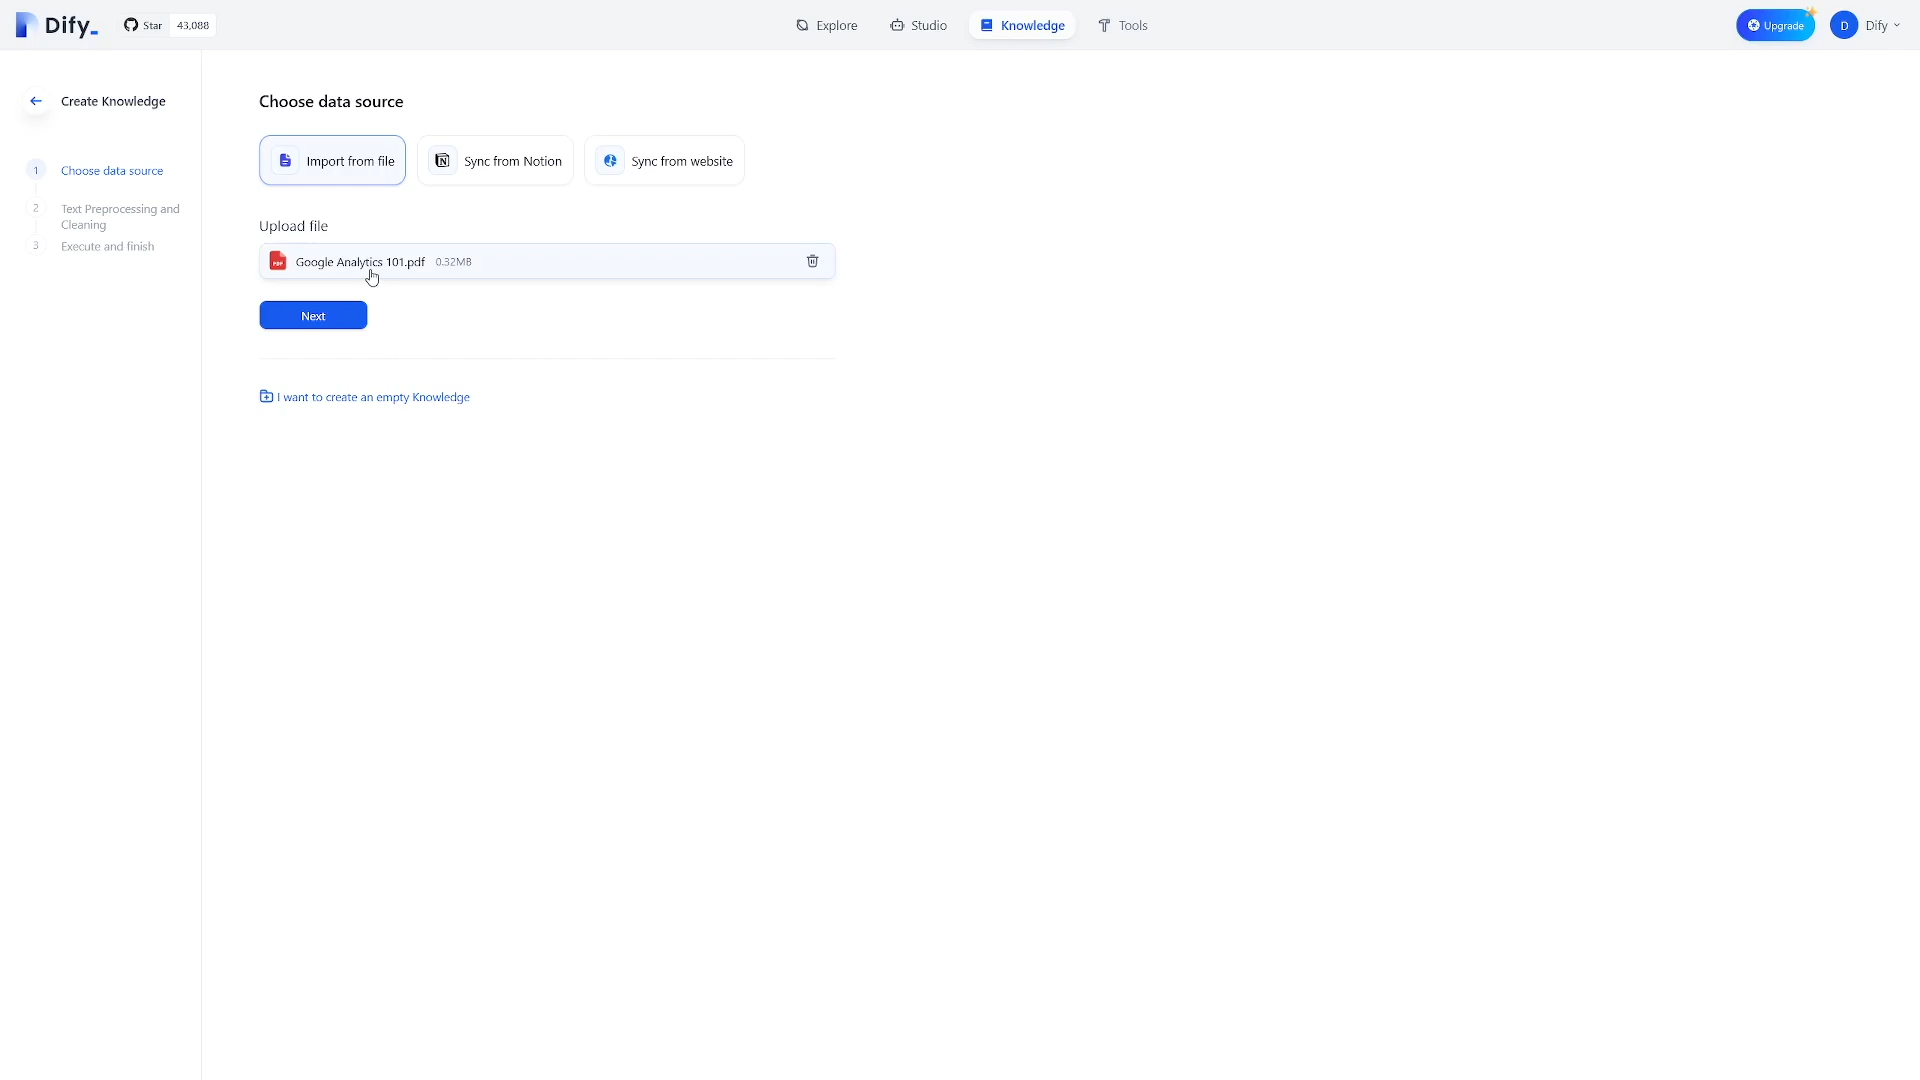 Dify_ Star 43,088 Explore Studio Knowledge Tools Upgrade D Dify
Create Knowledge
1 Choose data source
2 Text Preprocessing and
Cleaning
3 Execute and finish
Choose data source
Import from file Sync from Notion Sync from website
Upload file
PDF Google Analytics 101.pdf 0.32MB
Next
I want to create an empty Knowledge